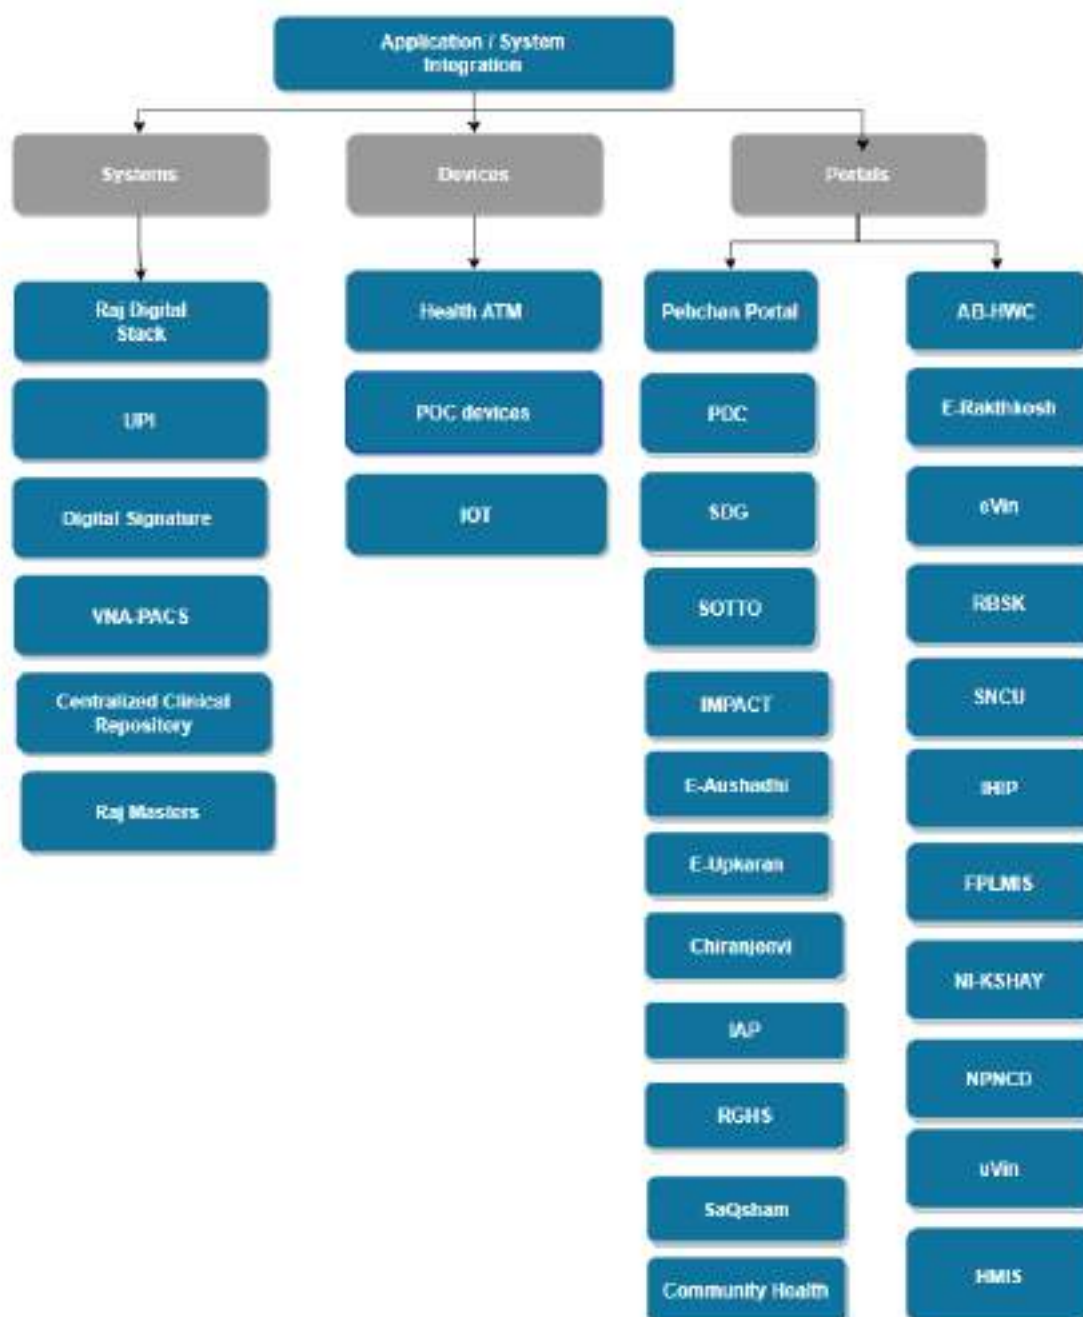 Application / System
Integration
Systems
Devices
Portals
Raj Digital
Stack
UPI
Digital Signature
VNA-PACS
Centralized Clinical
Repository
Raj Masters
Health ATM
POC devices
IOT
Pehchan Portal
PDC
SDG
SOTTO
IMPACT
E-Aushadhi
E-Upkaran
Chiranjeevi
IAP
RGHS
SaQsham
Community Health
AB-HWC
E-Rakthkosh
eVin
RBSK
SNCU
IHIP
FPLMIS
NI-KSHAY
NPNCD
uVin
HMIS